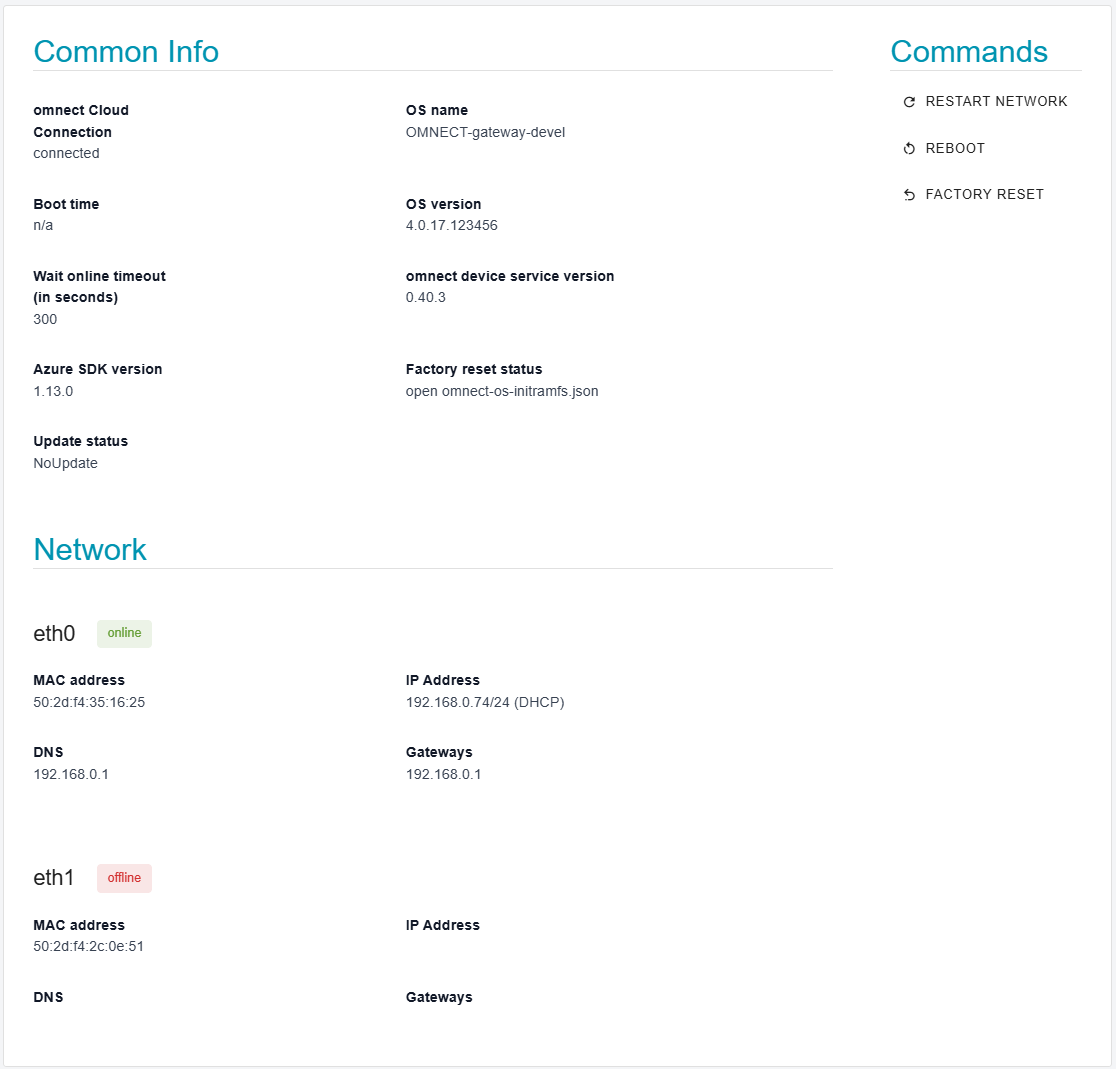 Common Info
omnect Cloud
Connection
connected
OS name
OMNECT-gateway-devel
Boot time
n/a
OS version
4.0.17.123456
Wait online timeout
(in seconds)
300
omnect device service version
0.40.3
Azure SDK version
1.13.0
Factory reset status
open omnect-os-initramfs.json
Update status
NoUpdate
Network
eth0
online
MAC address
50:2d:f4:35:16:25
IP Address
192.168.0.74/24 (DHCP)
DNS
192.168.0.1
Gateways
192.168.0.1
eth1
offline
MAC address
50:2d:f4:2c:0e:51
IP Address
DNS
Gateways
Commands
RESTART NETWORK
REBOOT
FACTORY RESET